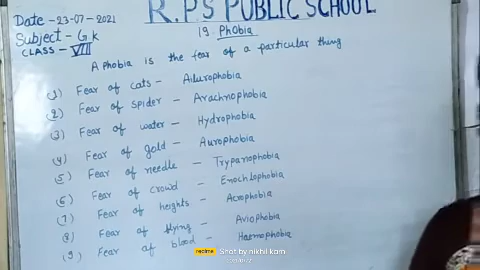 R.P.S PUBLIC SCHOOL
Date - 23-07-2021
Subject - G.K
CLASS - VIII
19. Phobia
A Phobia is the fear of a particular thing
(1) Fear of cats - Ailurophobia
(2) Fear of spider - Arachnophobia
(3) Fear of water - Hydrophobia
(4) Fear of gold - Aurophobia
(5) Fear of needle - Trypanophobia
(6) Fear of crowd - Enochlophobia
(7) Fear of heights - Acrophobia
(8) Fear of flying - Aviophobia
(9) Fear of blood - Haemophobia
realme Shot by nikhil kam